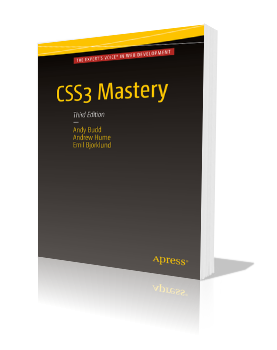 THE EXPERT'S VOICE® IN WEB DEVELOPMENT
CSS3 Mastery
Third Edition
Andy Budd
Andrew Hume
Emil Björklund
Apress®